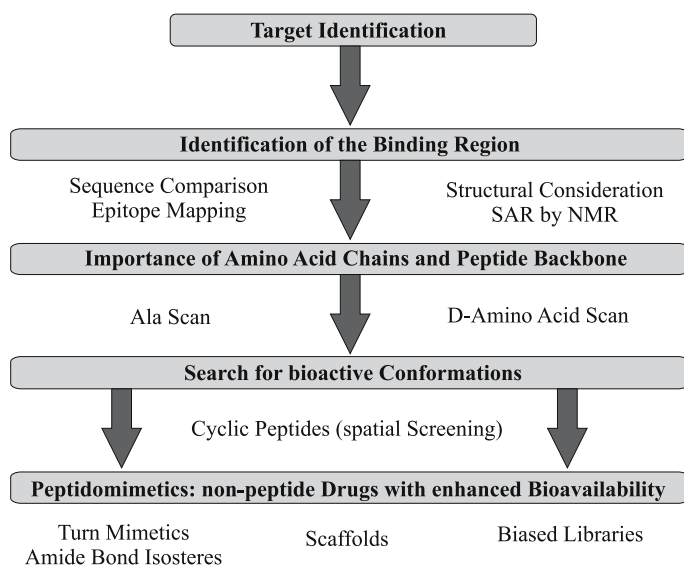 Target Identification
Identification of the Binding Region
Sequence Comparison
Epitope Mapping
Structural Consideration
SAR by NMR
Importance of Amino Acid Chains and Peptide Backbone
Ala Scan
D-Amino Acid Scan
Search for bioactive Conformations
Cyclic Peptides (spatial Screening)
Peptidomimetics: non-peptide Drugs with enhanced Bioavailability
Turn Mimetics
Amide Bond Isosteres
Scaffolds
Biased Libraries